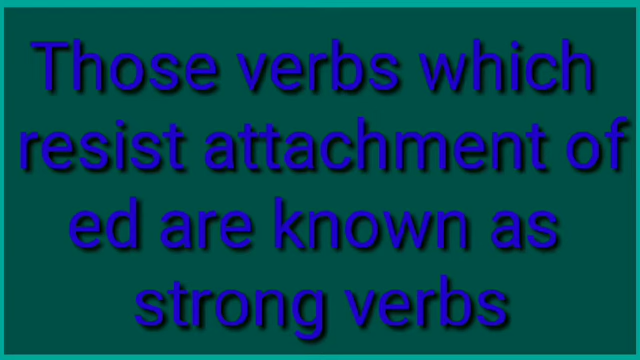 Those verbs which
resist attachment of
ed are known as
strong verbs